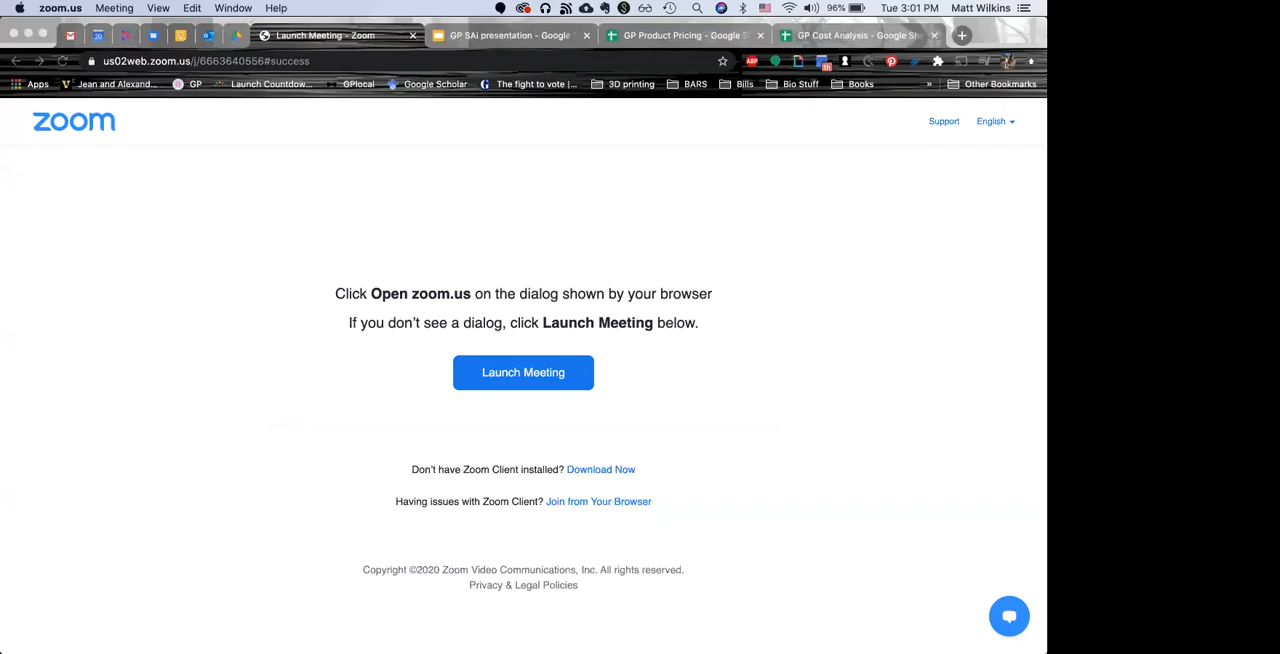 zoom.us Meeting View Edit Window Help 96% Tue 3:01 PM Matt Wilkins
Launch Meeting - Zoom GP SAi presentation - Google GP Product Pricing - Google S GP Cost Analysis - Google She
us02web.zoom.us/j/6663640556#success
Apps Jean and Alexand... GP Launch Countdow... GPlocal Google Scholar The fight to vote |... 3D printing BARS Bills Bio Stuff Books » Other Bookmarks
zoom Support English
Click Open zoom.us on the dialog shown by your browser
If you don't see a dialog, click Launch Meeting below.
Launch Meeting
Don't have Zoom Client installed? Download Now
Having issues with Zoom Client? Join from Your Browser
Copyright ©2020 Zoom Video Communications, Inc. All rights reserved.
Privacy & Legal Policies